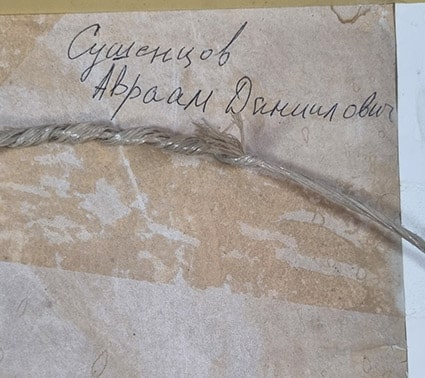 Сушенцов
Авраам Даниилович